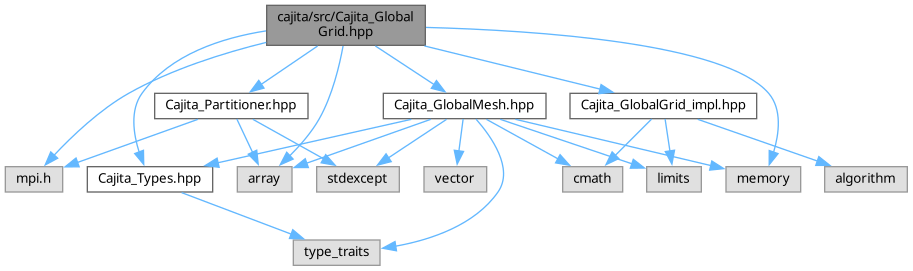 cajita/src/Cajita_Global
Grid.hpp
Cajita_Partitioner.hpp
Cajita_GlobalMesh.hpp
Cajita_GlobalGrid_impl.hpp
mpi.h
Cajita_Types.hpp
array
stdexcept
vector
cmath
limits
memory
algorithm
type_traits